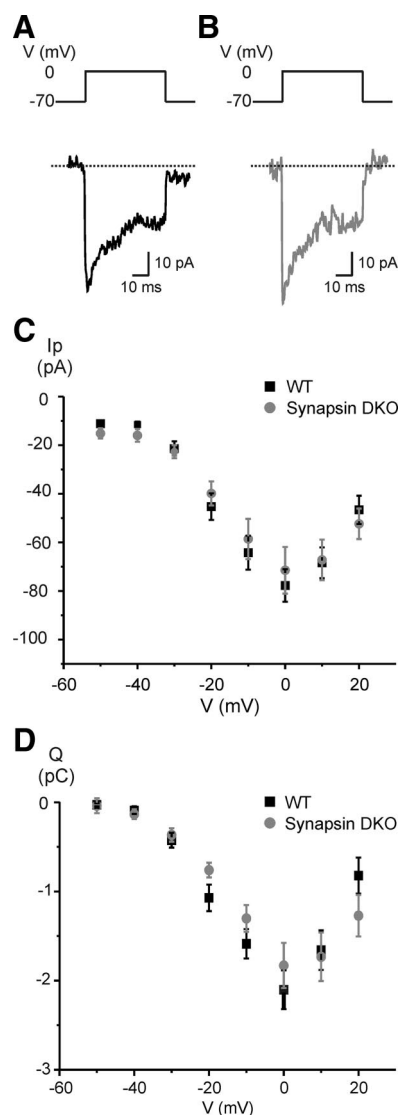 A
B
V (mV)
V (mV)
0
0
-70
-70
10 pA
10 ms
10 pA
10 ms
C
Ip
(pA)
WT
Synapsin DKO
0
-20
-40
-60
-80
-100
-60
-40
-20
0
20
V (mV)
D
Q
(pC)
WT
Synapsin DKO
0
-1
-2
-3
-60
-40
-20
0
20
V (mV)